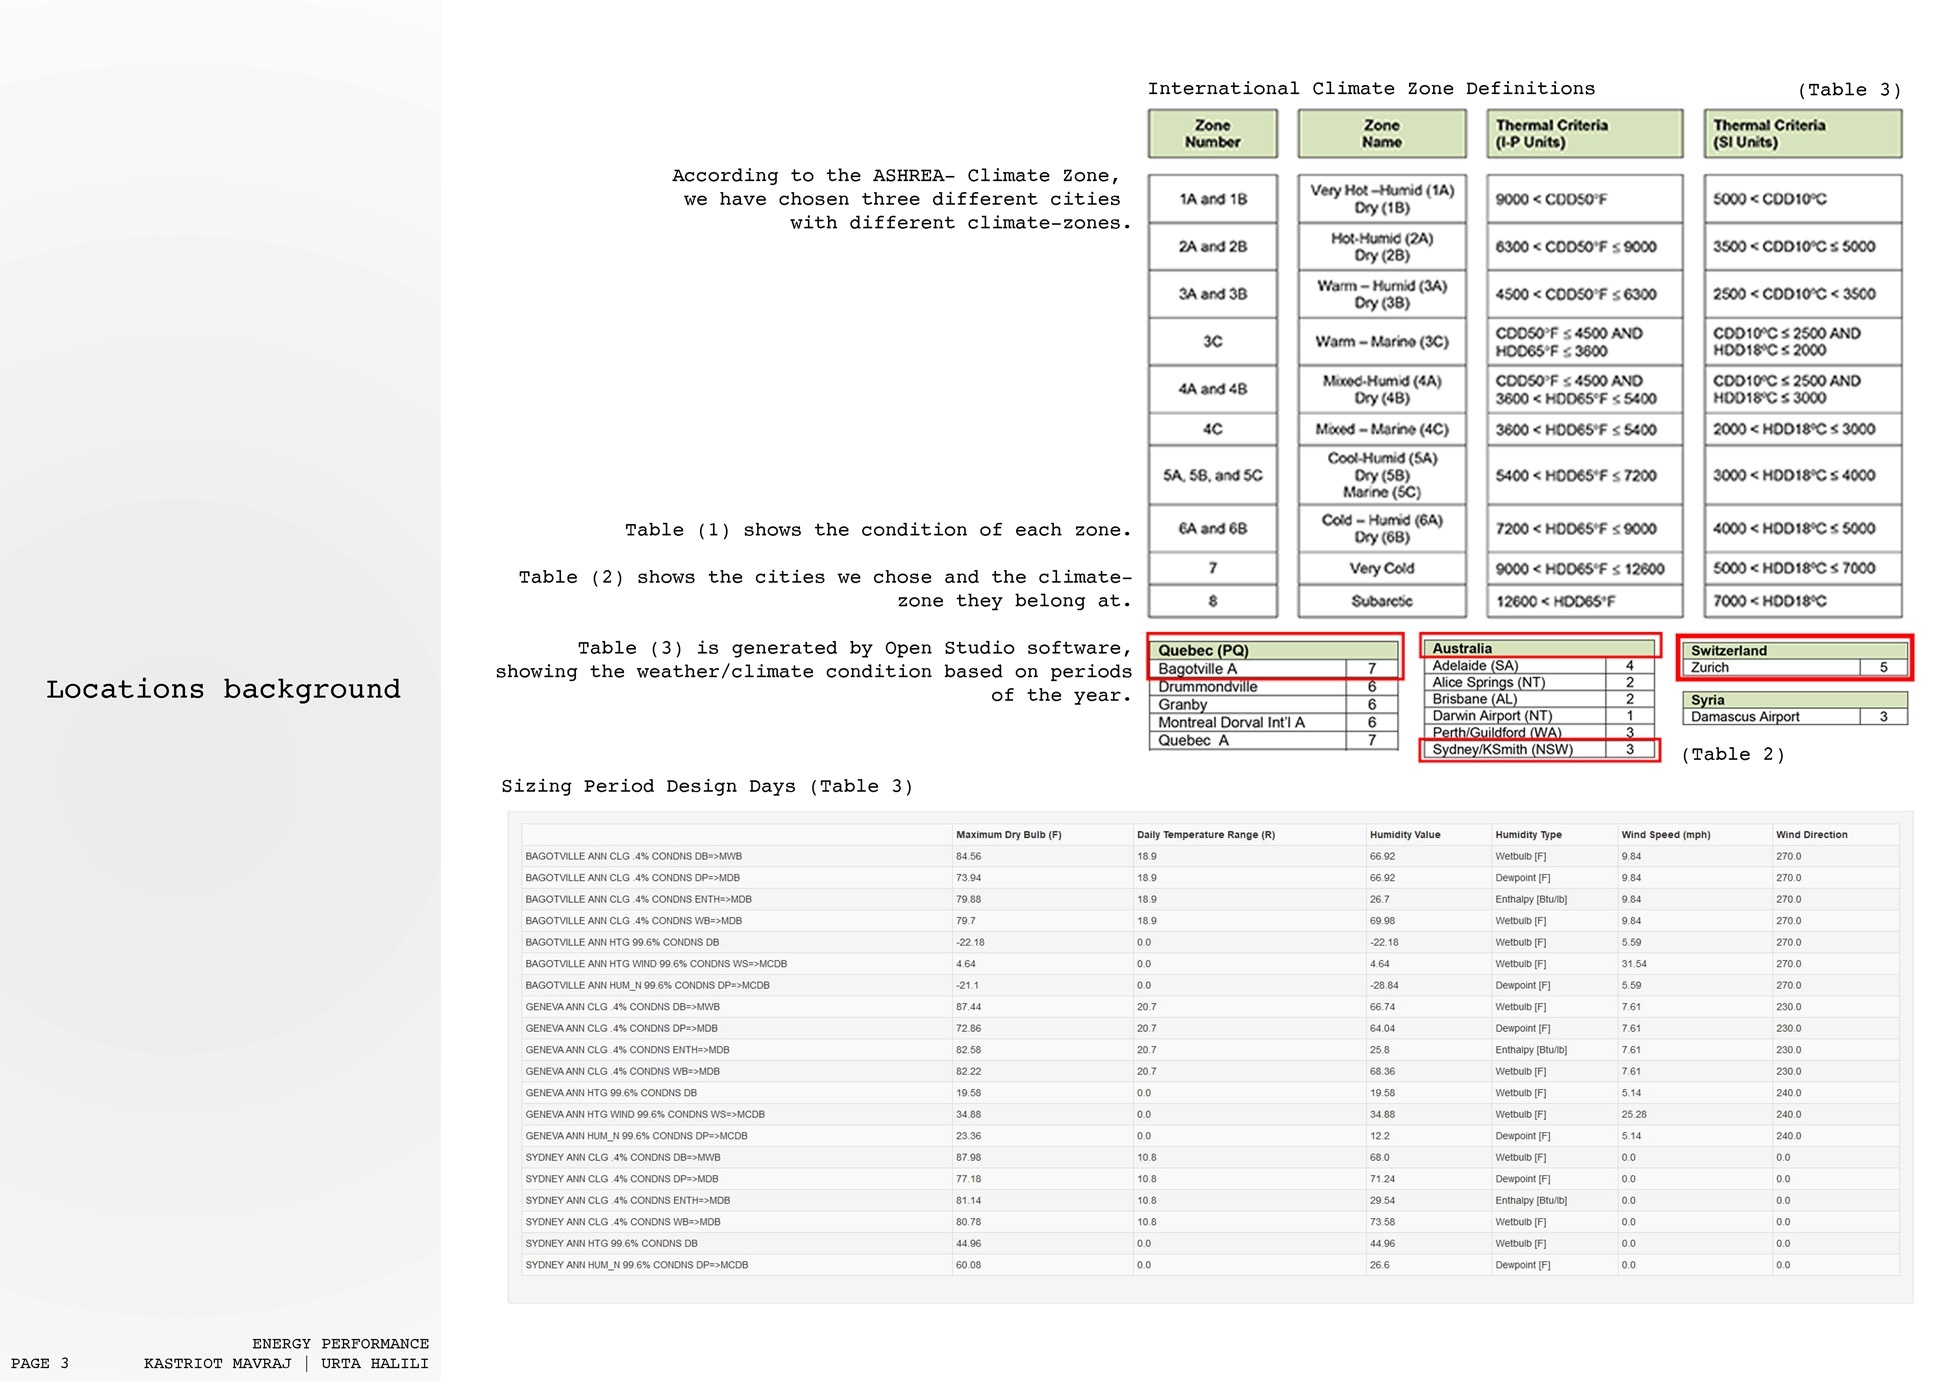 Locations background
PAGE 3
ENERGY PERFORMANCE
KASTRIOT MAVRAJ | URTA HALILI
According to the ASHREA- Climate Zone,
we have chosen three different cities
with different climate-zones.
Table (1) shows the condition of each zone.
Table (2) shows the cities we chose and the climate-
zone they belong at.
Table (3) is generated by Open Studio software,
showing the weather/climate condition based on periods
of the year.
International Climate Zone Definitions (Table 3)
Zone Number Zone Name Thermal Criteria (I-P Units) Thermal Criteria (SI Units)
1A and 1B Very Hot –Humid (1A) Dry (1B) 9000 < CDD50°F 5000 < CDD10ºC
2A and 2B Hot-Humid (2A) Dry (2B) 6300 < CDD50°F ≤ 9000 3500 < CDD10ºC ≤ 5000
3A and 3B Warm – Humid (3A) Dry (3B) 4500 < CDD50°F ≤ 6300 2500 < CDD10ºC < 3500
3C Warm – Marine (3C) CDD50°F ≤ 4500 AND HDD65°F ≤ 3600 CDD10ºC ≤ 2500 AND HDD18ºC ≤ 2000
4A and 4B Mixed-Humid (4A) Dry (4B) CDD50°F ≤ 4500 AND 3600 < HDD65°F ≤ 5400 CDD10ºC ≤ 2500 AND HDD18ºC ≤ 3000
4C Mixed – Marine (4C) 3600 < HDD65°F ≤ 5400 2000 < HDD18ºC ≤ 3000
5A, 5B, and 5C Cool-Humid (5A) Dry (5B) Marine (5C) 5400 < HDD65°F ≤ 7200 3000 < HDD18ºC ≤ 4000
6A and 6B Cold – Humid (6A) Dry (6B) 7200 < HDD65°F ≤ 9000 4000 < HDD18ºC ≤ 5000
7 Very Cold 9000 < HDD65°F ≤ 12600 5000 < HDD18ºC ≤ 7000
8 Subarctic 12600 < HDD65°F 7000 < HDD18ºC
Quebec (PQ)
Bagotville A 7
Drummondville 6
Granby 6
Montreal Dorval Int'l A 6
Quebec A 7
Australia
Adelaide (SA) 4
Alice Springs (NT) 2
Brisbane (AL) 2
Darwin Airport (NT) 1
Perth/Guildford (WA) 3
Sydney/KSmith (NSW) 3
Switzerland
Zurich 5
Syria
Damascus Airport 3
(Table 2)
Sizing Period Design Days (Table 3)
Maximum Dry Bulb (F) Daily Temperature Range (R) Humidity Value Humidity Type Wind Speed (mph) Wind Direction
BAGOTVILLE ANN CLG .4% CONDNS DB=>MWB 84.56 18.9 66.92 Wetbulb [F] 9.84 270.0
BAGOTVILLE ANN CLG .4% CONDNS DP=>MDB 73.94 18.9 66.92 Dewpoint [F] 9.84 270.0
BAGOTVILLE ANN CLG .4% CONDNS ENTH=>MDB 79.88 18.9 26.7 Enthalpy [Btu/lb] 9.84 270.0
BAGOTVILLE ANN CLG .4% CONDNS WB=>MDB 79.7 18.9 69.98 Wetbulb [F] 9.84 270.0
BAGOTVILLE ANN HTG 99.6% CONDNS DB -22.18 0.0 -22.18 Wetbulb [F] 5.59 270.0
BAGOTVILLE ANN HTG WIND 99.6% CONDNS WS=>MCDB 4.64 0.0 4.64 Wetbulb [F] 31.54 270.0
BAGOTVILLE ANN HUM_N 99.6% CONDNS DP=>MCDB -21.1 0.0 -28.84 Dewpoint [F] 5.59 270.0
GENEVA ANN CLG .4% CONDNS DB=>MWB 87.44 20.7 66.74 Wetbulb [F] 7.61 230.0
GENEVA ANN CLG .4% CONDNS DP=>MDB 72.86 20.7 64.04 Dewpoint [F] 7.61 230.0
GENEVA ANN CLG .4% CONDNS ENTH=>MDB 82.58 20.7 25.8 Enthalpy [Btu/lb] 7.61 230.0
GENEVA ANN CLG .4% CONDNS WB=>MDB 82.22 20.7 68.36 Wetbulb [F] 7.61 230.0
GENEVA ANN HTG 99.6% CONDNS DB 19.58 0.0 19.58 Wetbulb [F] 5.14 240.0
GENEVA ANN HTG WIND 99.6% CONDNS WS=>MCDB 34.88 0.0 34.88 Wetbulb [F] 25.28 240.0
GENEVA ANN HUM_N 99.6% CONDNS DP=>MCDB 23.36 0.0 12.2 Dewpoint [F] 5.14 240.0
SYDNEY ANN CLG .4% CONDNS DB=>MWB 87.98 10.8 68.0 Wetbulb [F] 0.0 0.0
SYDNEY ANN CLG .4% CONDNS DP=>MDB 77.18 10.8 71.24 Dewpoint [F] 0.0 0.0
SYDNEY ANN CLG .4% CONDNS ENTH=>MDB 81.14 10.8 29.54 Enthalpy [Btu/lb] 0.0 0.0
SYDNEY ANN CLG .4% CONDNS WB=>MDB 80.78 10.8 73.58 Wetbulb [F] 0.0 0.0
SYDNEY ANN HTG 99.6% CONDNS DB 44.96 0.0 44.96 Wetbulb [F] 0.0 0.0
SYDNEY ANN HUM_N 99.6% CONDNS DP=>MCDB 60.08 0.0 26.6 Dewpoint [F] 0.0 0.0